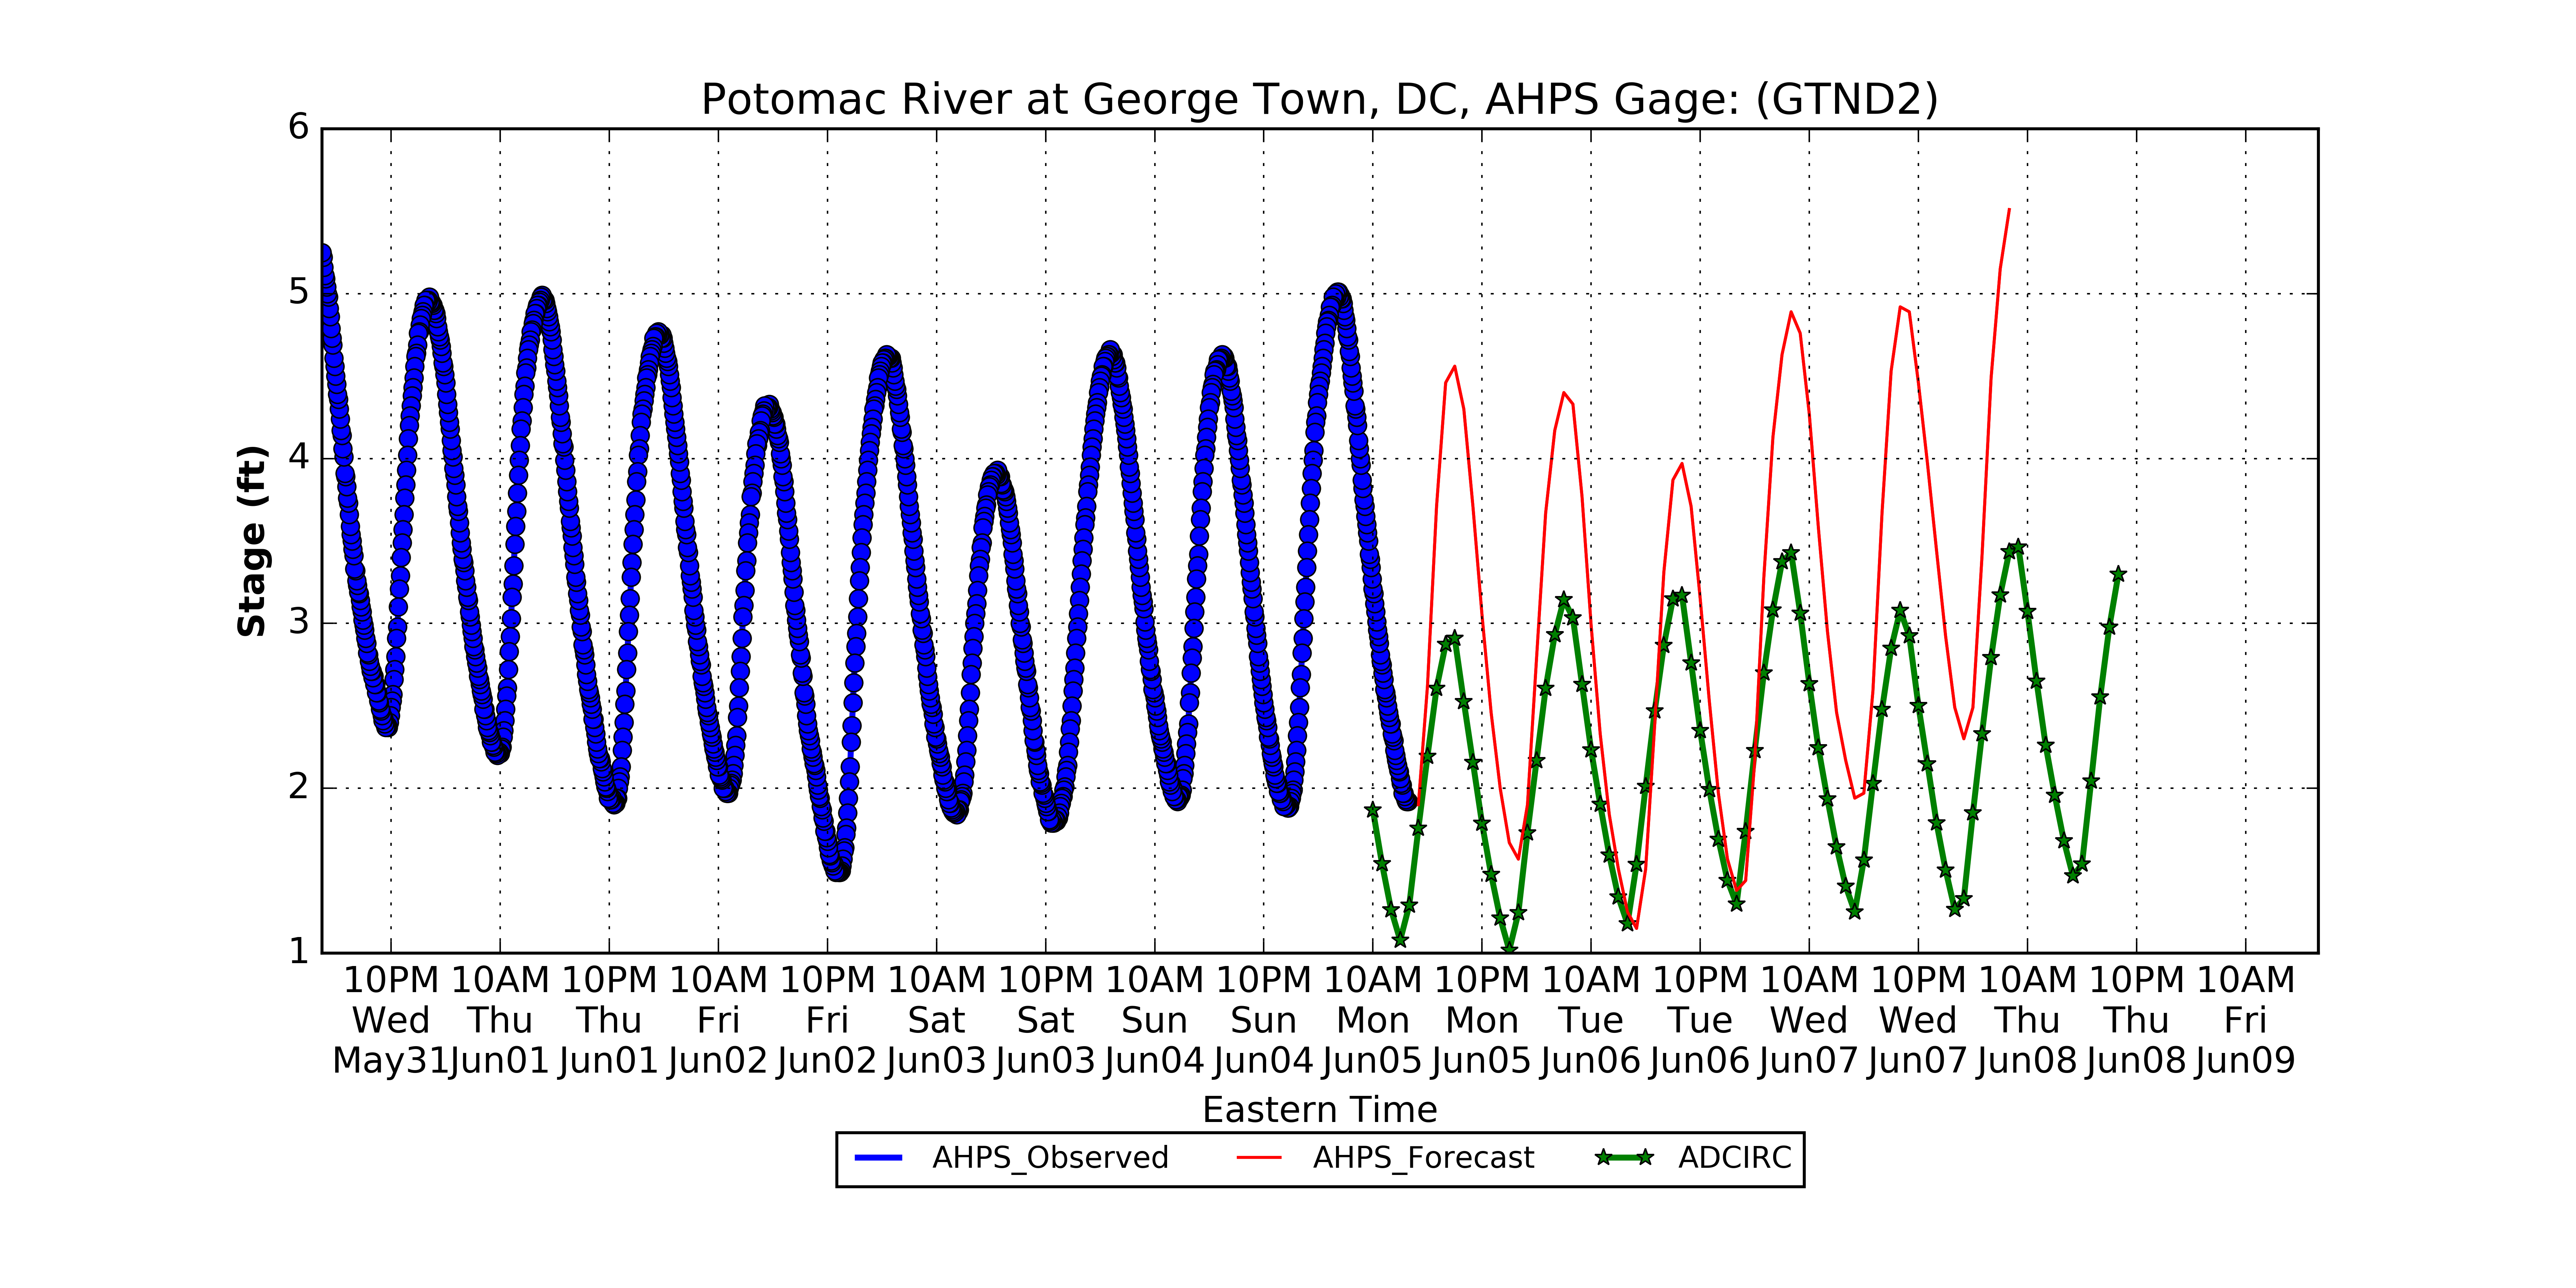 Potomac River at George Town, DC, AHPS Gage: (GTND2)
6
5
4
3
2
1
Stage (ft)
10PM 10AM 10PM 10AM 10PM 10AM 10PM 10AM 10PM 10AM 10PM 10AM 10PM 10AM 10PM 10AM 10PM 10AM
Wed Thu Thu Fri Fri Sat Sat Sun Sun Mon Mon Tue Tue Wed Wed Thu Thu Fri
May31 Jun01 Jun01 Jun02 Jun02 Jun03 Jun03 Jun04 Jun04 Jun05 Jun05 Jun06 Jun06 Jun07 Jun07 Jun08 Jun08 Jun09
Eastern Time
AHPS_Observed AHPS_Forecast ADCIRC